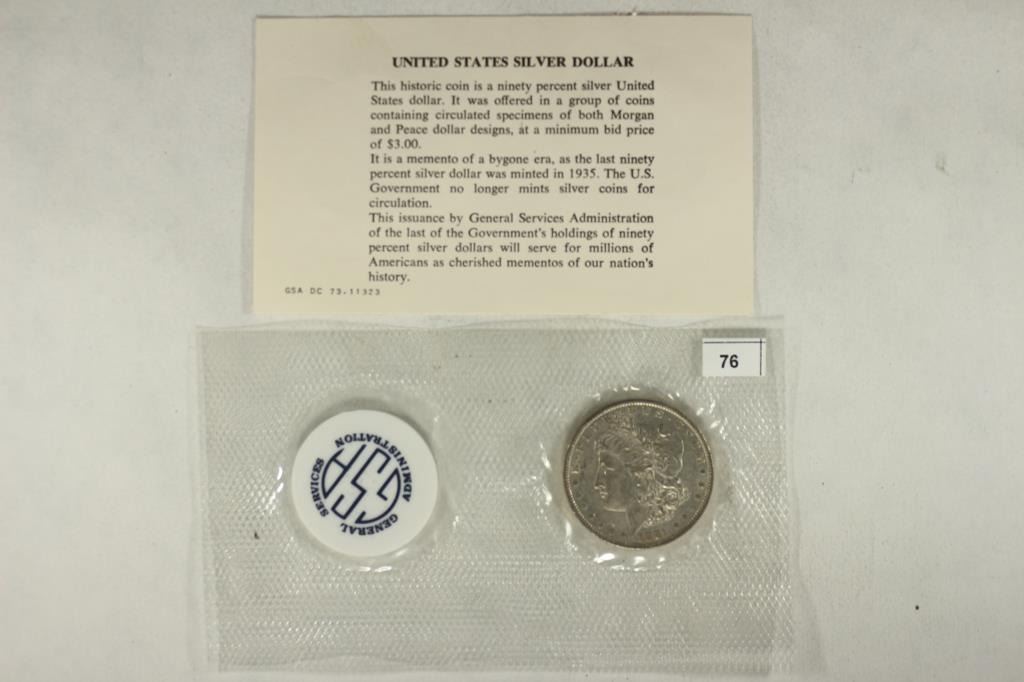 UNITED STATES SILVER DOLLAR
This historic coin is a ninety percent silver United
States dollar. It was offered in a group of coins
containing circulated specimens of both Morgan
and Peace dollar designs, at a minimum bid price
of $3.00.
It is a memento of a bygone era, as the last ninety
percent silver dollar was minted in 1935. The U.S.
Government no longer mints silver coins for
circulation.
This issuance by General Services Administration
of the last of the Government's holdings of ninety
percent silver dollars will serve for millions of
Americans as cherished mementos of our nation's
history.
GSA DC 73-11323
76
GENERAL SERVICES ADMINISTRATION
GSA